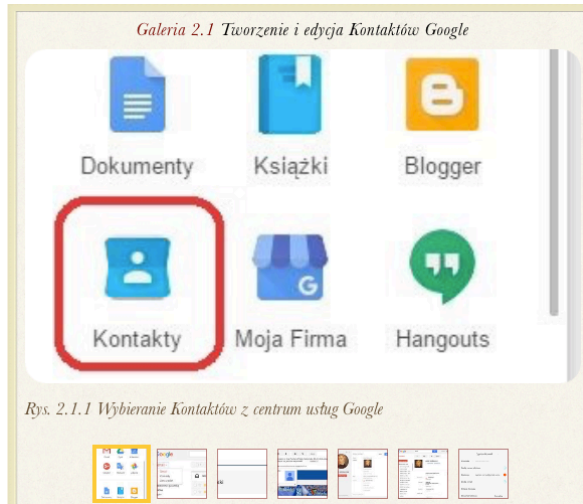 Galeria 2.1 Tworzenie i edycja Kontaktów Google
Dokumenty Książki Blogger
Kontakty Moja Firma Hangouts
Rys. 2.1.1 Wybieranie Kontaktów z centrum usług Google